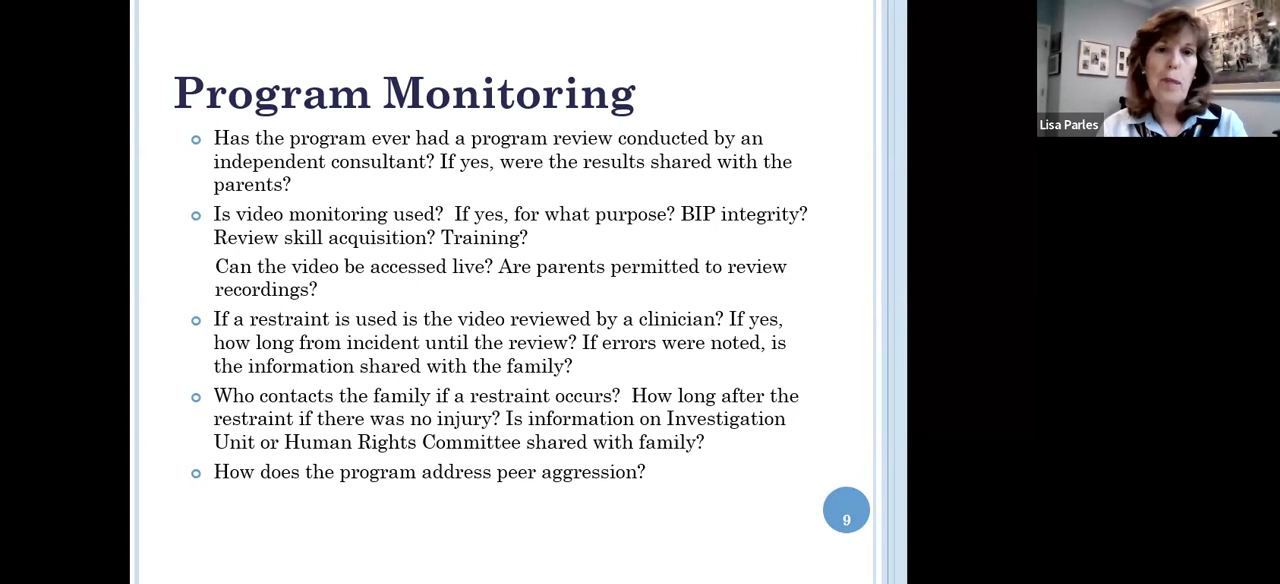 Program Monitoring
Has the program ever had a program review conducted by an
independent consultant? If yes, were the results shared with the
parents?
Is video monitoring used?  If yes, for what purpose? BIP integrity?
Review skill acquisition? Training?
Can the video be accessed live? Are parents permitted to review
recordings?
If a restraint is used is the video reviewed by a clinician? If yes,
how long from incident until the review? If errors were noted, is
the information shared with the family?
Who contacts the family if a restraint occurs?  How long after the
restraint if there was no injury? Is information on Investigation
Unit or Human Rights Committee shared with family?
How does the program address peer aggression?
9
Lisa Parles